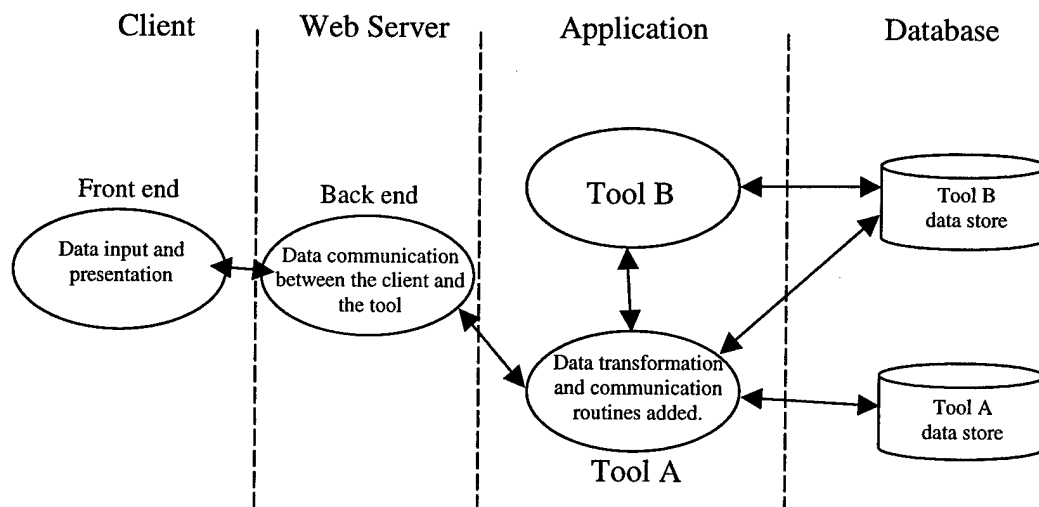 Client
Web Server
Application
Database
Front end
Data input and
presentation
Back end
Data communication
between the client and
the tool
Tool B
Tool B
data store
Data transformation
and communication
routines added.
Tool A
Tool A
data store